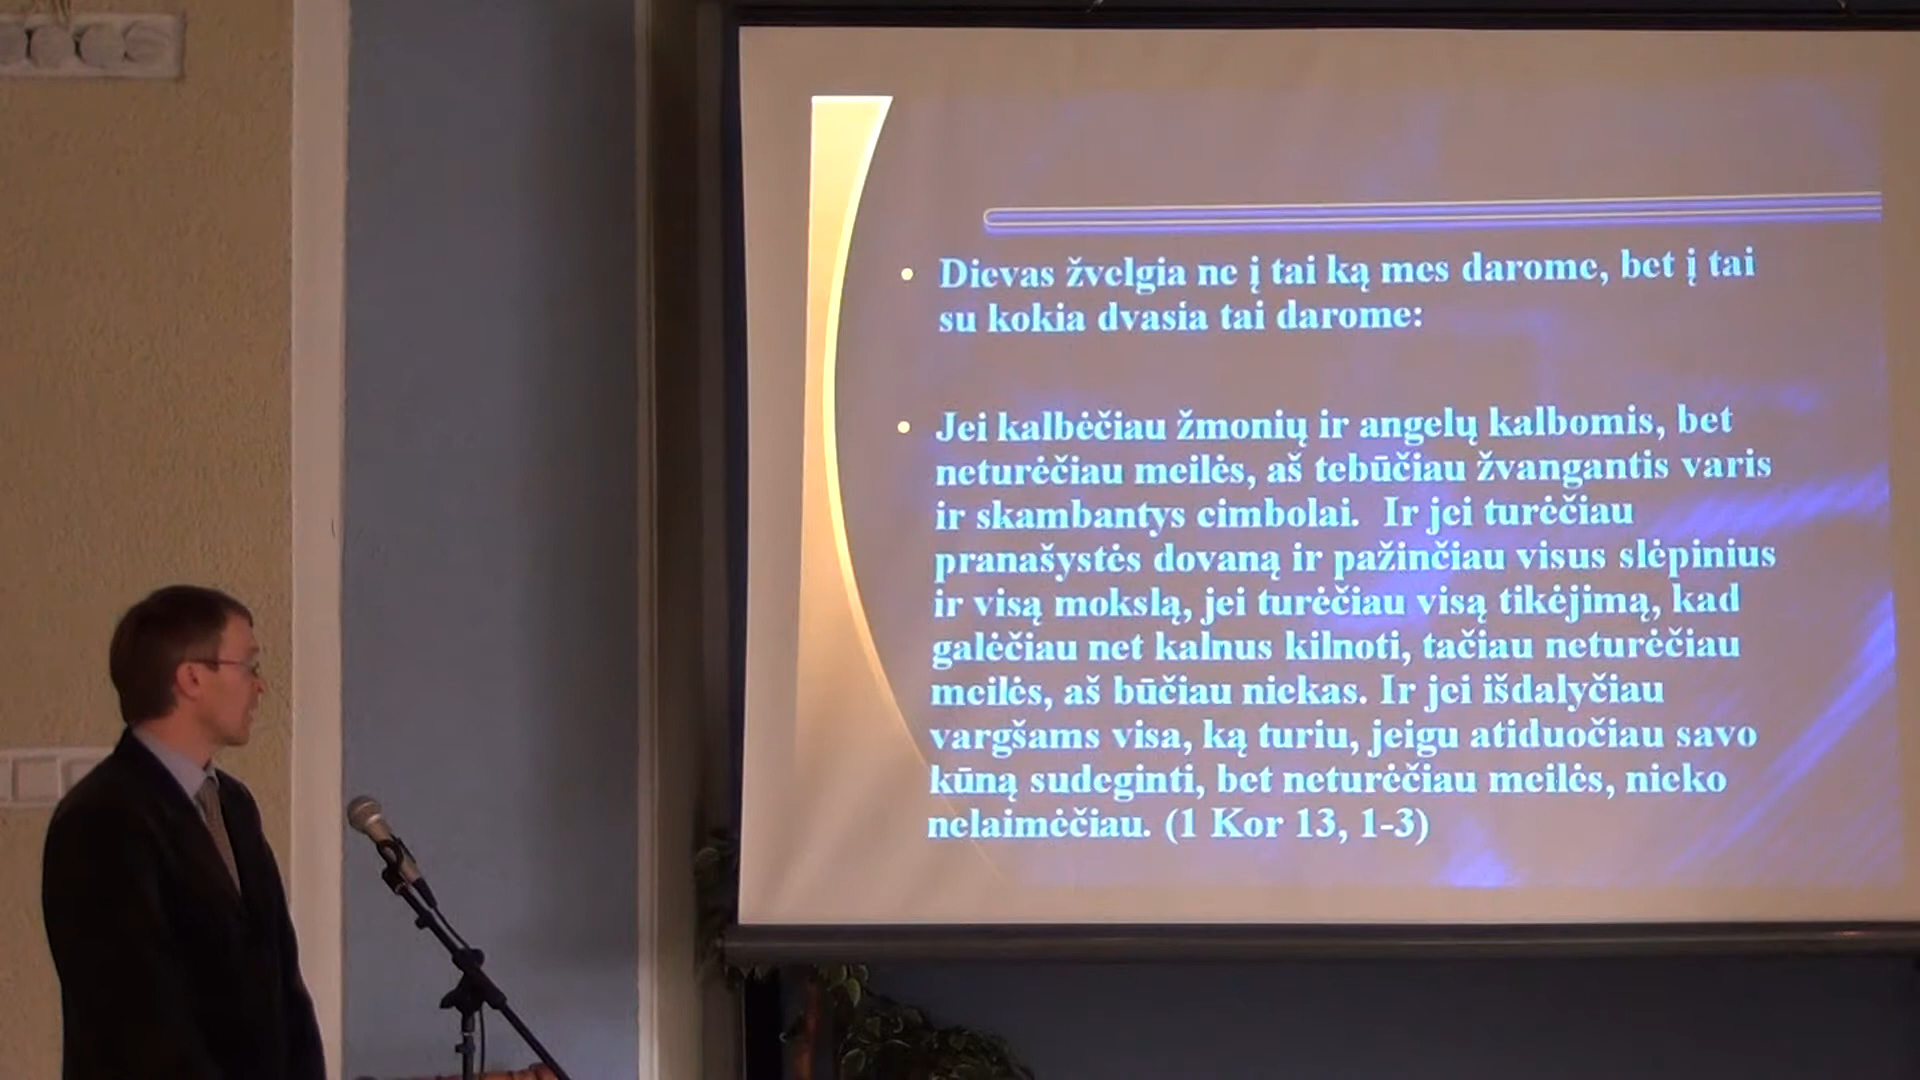 Dievas žvelgia ne į tai ką mes darome, bet į tai
su kokia dvasia tai darome:
Jei kalbėčiau žmonių ir angelų kalbomis, bet
neturėčiau meilės, aš tebūčiau žvangantis varis
ir skambantys cimbolai. Ir jei turėčiau
pranašystės dovaną ir pažinčiau visus slėpinius
ir visą mokslą, jei turėčiau visą tikėjimą, kad
galėčiau net kalnus kilnoti, tačiau neturėčiau
meilės, aš būčiau niekas. Ir jei išdalyčiau
vargšams visa, ką turiu, jeigu atiduočiau savo
kūną sudeginti, bet neturėčiau meilės, nieko
nelaimėčiau. (1 Kor 13, 1-3)